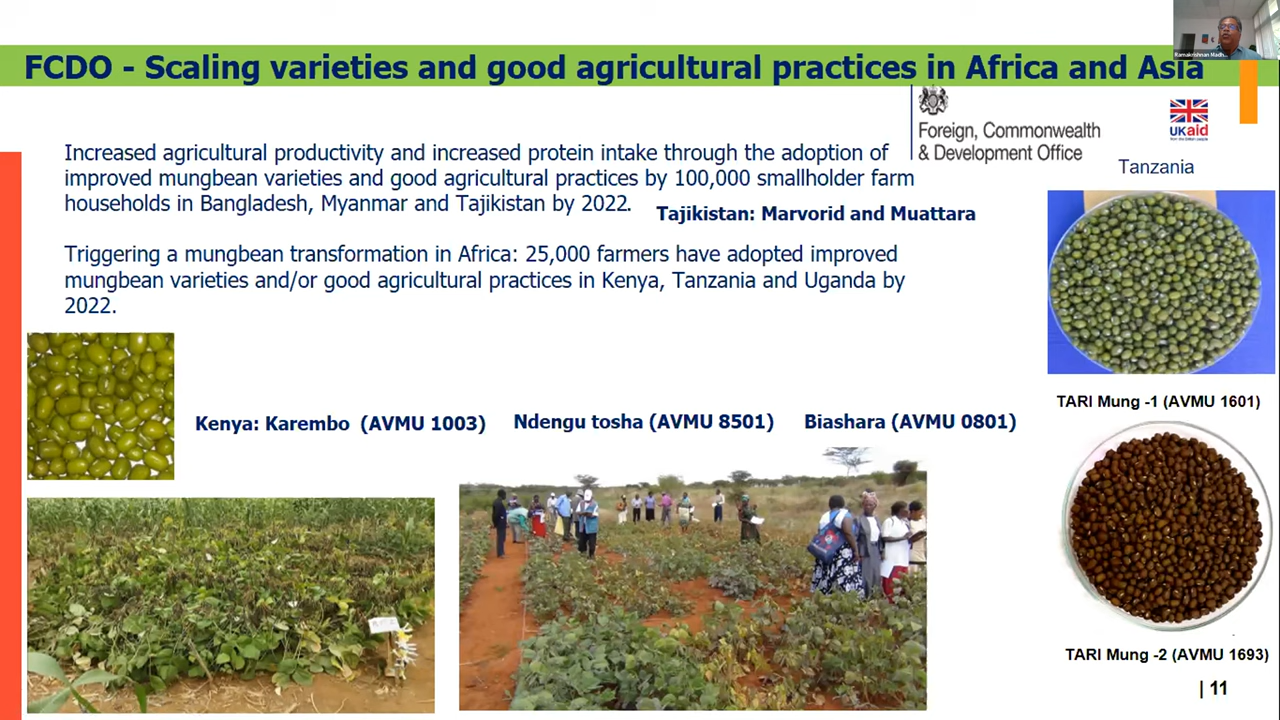 Ramakrishnan Madh...
FCDO - Scaling varieties and good agricultural practices in Africa and Asia
Foreign, Commonwealth
& Development Office
UKaid
Tanzania
Increased agricultural productivity and increased protein intake through the adoption of
improved mungbean varieties and good agricultural practices by 100,000 smallholder farm
households in Bangladesh, Myanmar and Tajikistan by 2022.
Tajikistan: Marvorid and Muattara
Triggering a mungbean transformation in Africa: 25,000 farmers have adopted improved
mungbean varieties and/or good agricultural practices in Kenya, Tanzania and Uganda by
2022.
TARI Mung -1 (AVMU 1601)
Kenya: Karembo (AVMU 1003)
Ndengu tosha (AVMU 8501)
Biashara (AVMU 0801)
TARI Mung -2 (AVMU 1693)
| 11